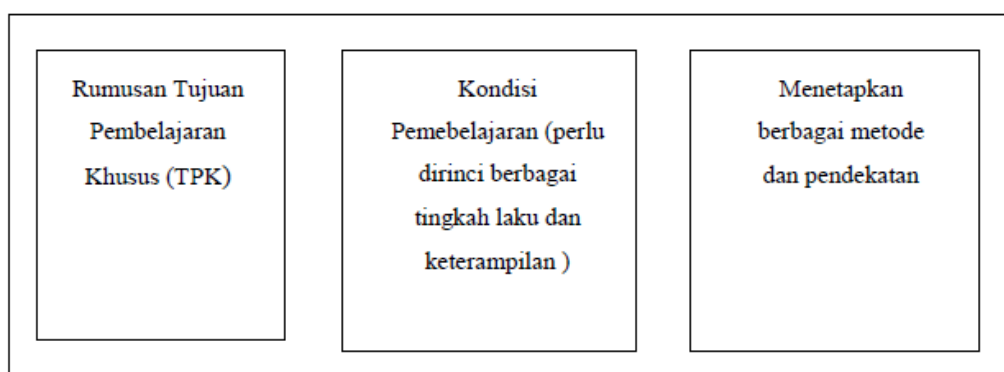 Rumusan Tujuan
Pembelajaran
Khusus (TPK)
Kondisi
Pemebelajaran (perlu
dirinci berbagai
tingkah laku dan
keterampilan )
Menetapkan
berbagai metode
dan pendekatan